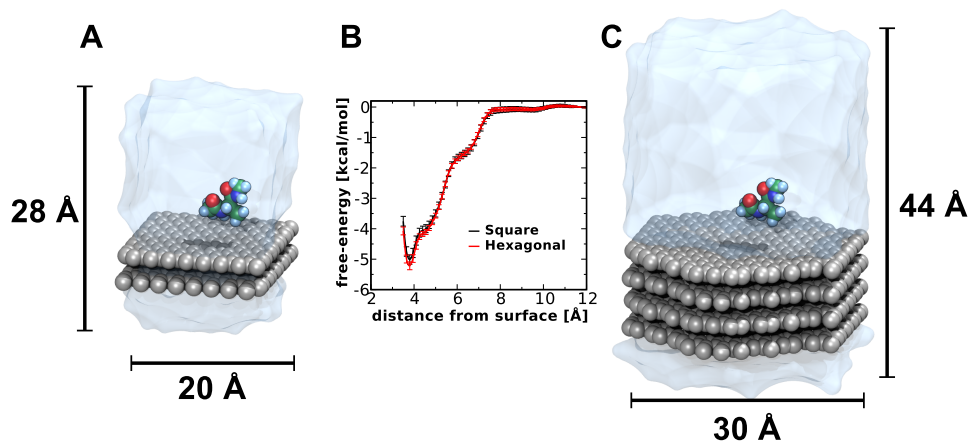 A
B
C
28 Å
20 Å
free-energy [kcal/mol]
0
-1
-2
-3
-4
-5
-6
Square
Hexagonal
2 4 6 8 10 12
distance from surface [Å]
44 Å
30 Å